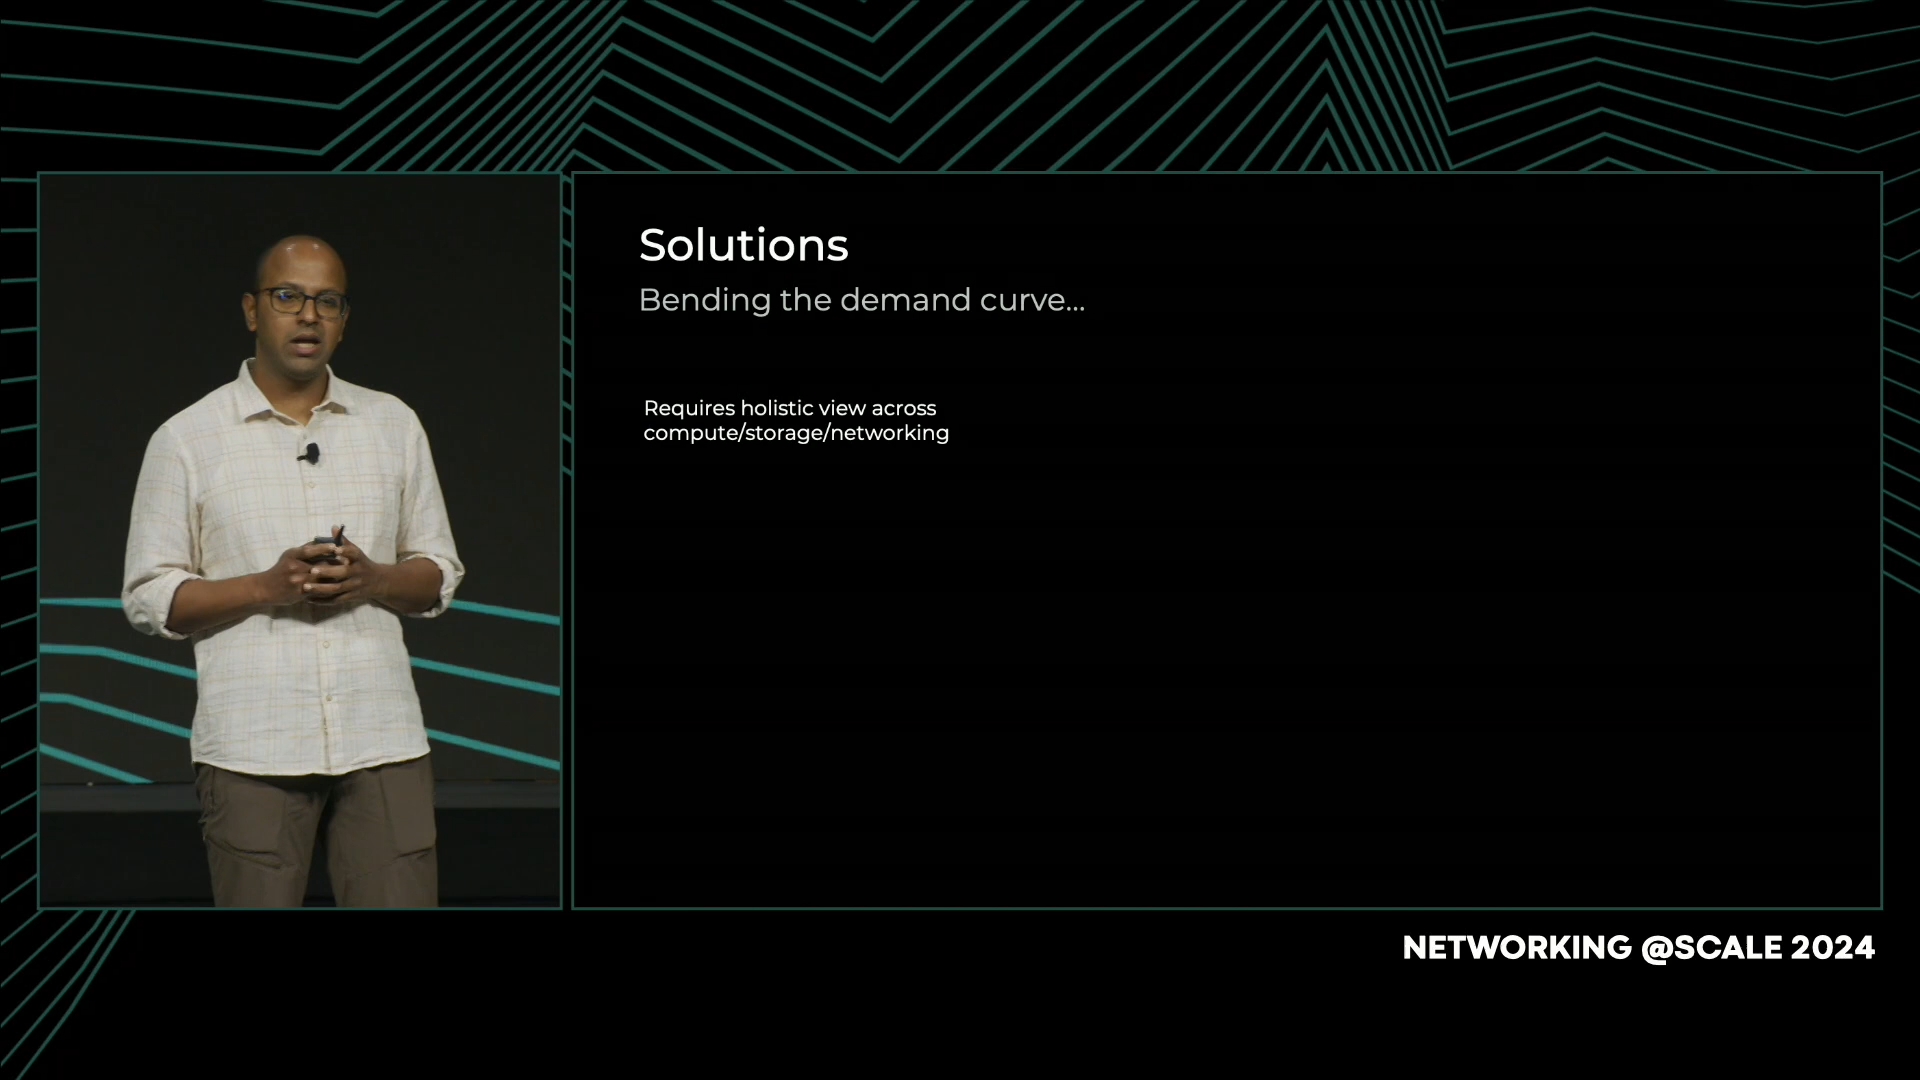 Solutions
Bending the demand curve...
Requires holistic view across
compute/storage/networking
NETWORKING @SCALE 2024